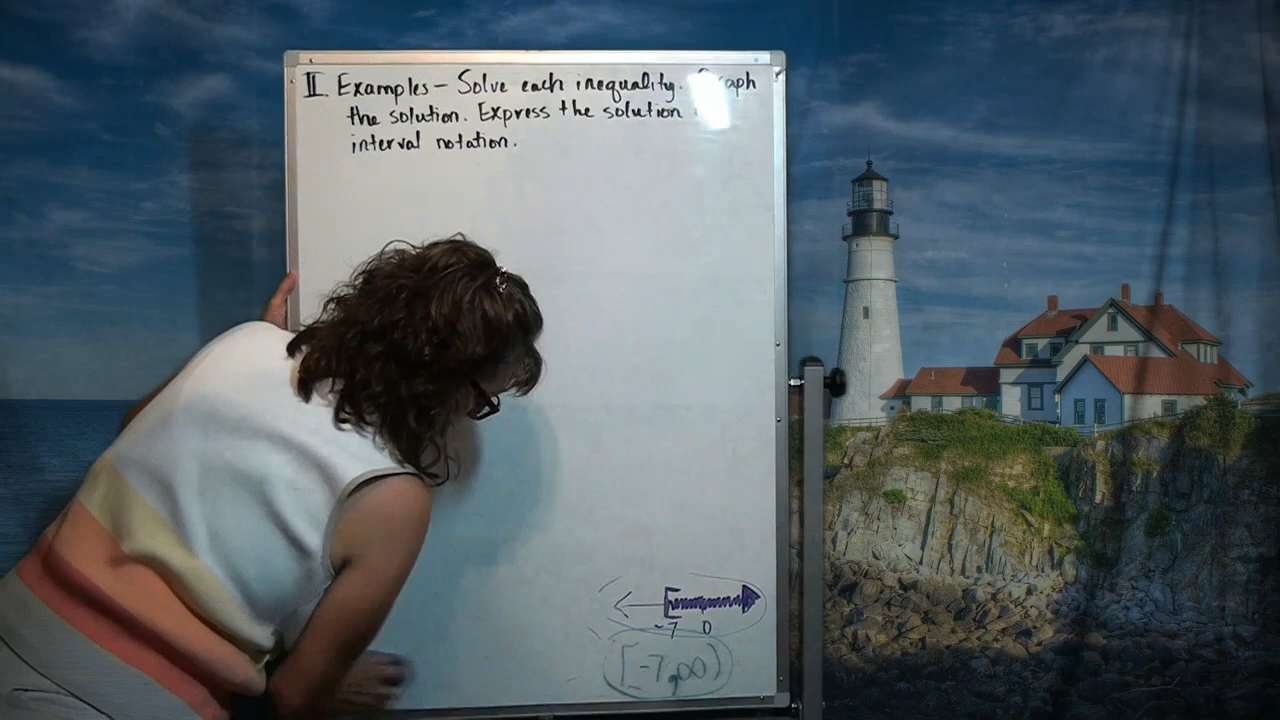 II. Examples – Solve each inequality.
the solution. Express the solution
interval notation.
-7 0
[-7,∞)